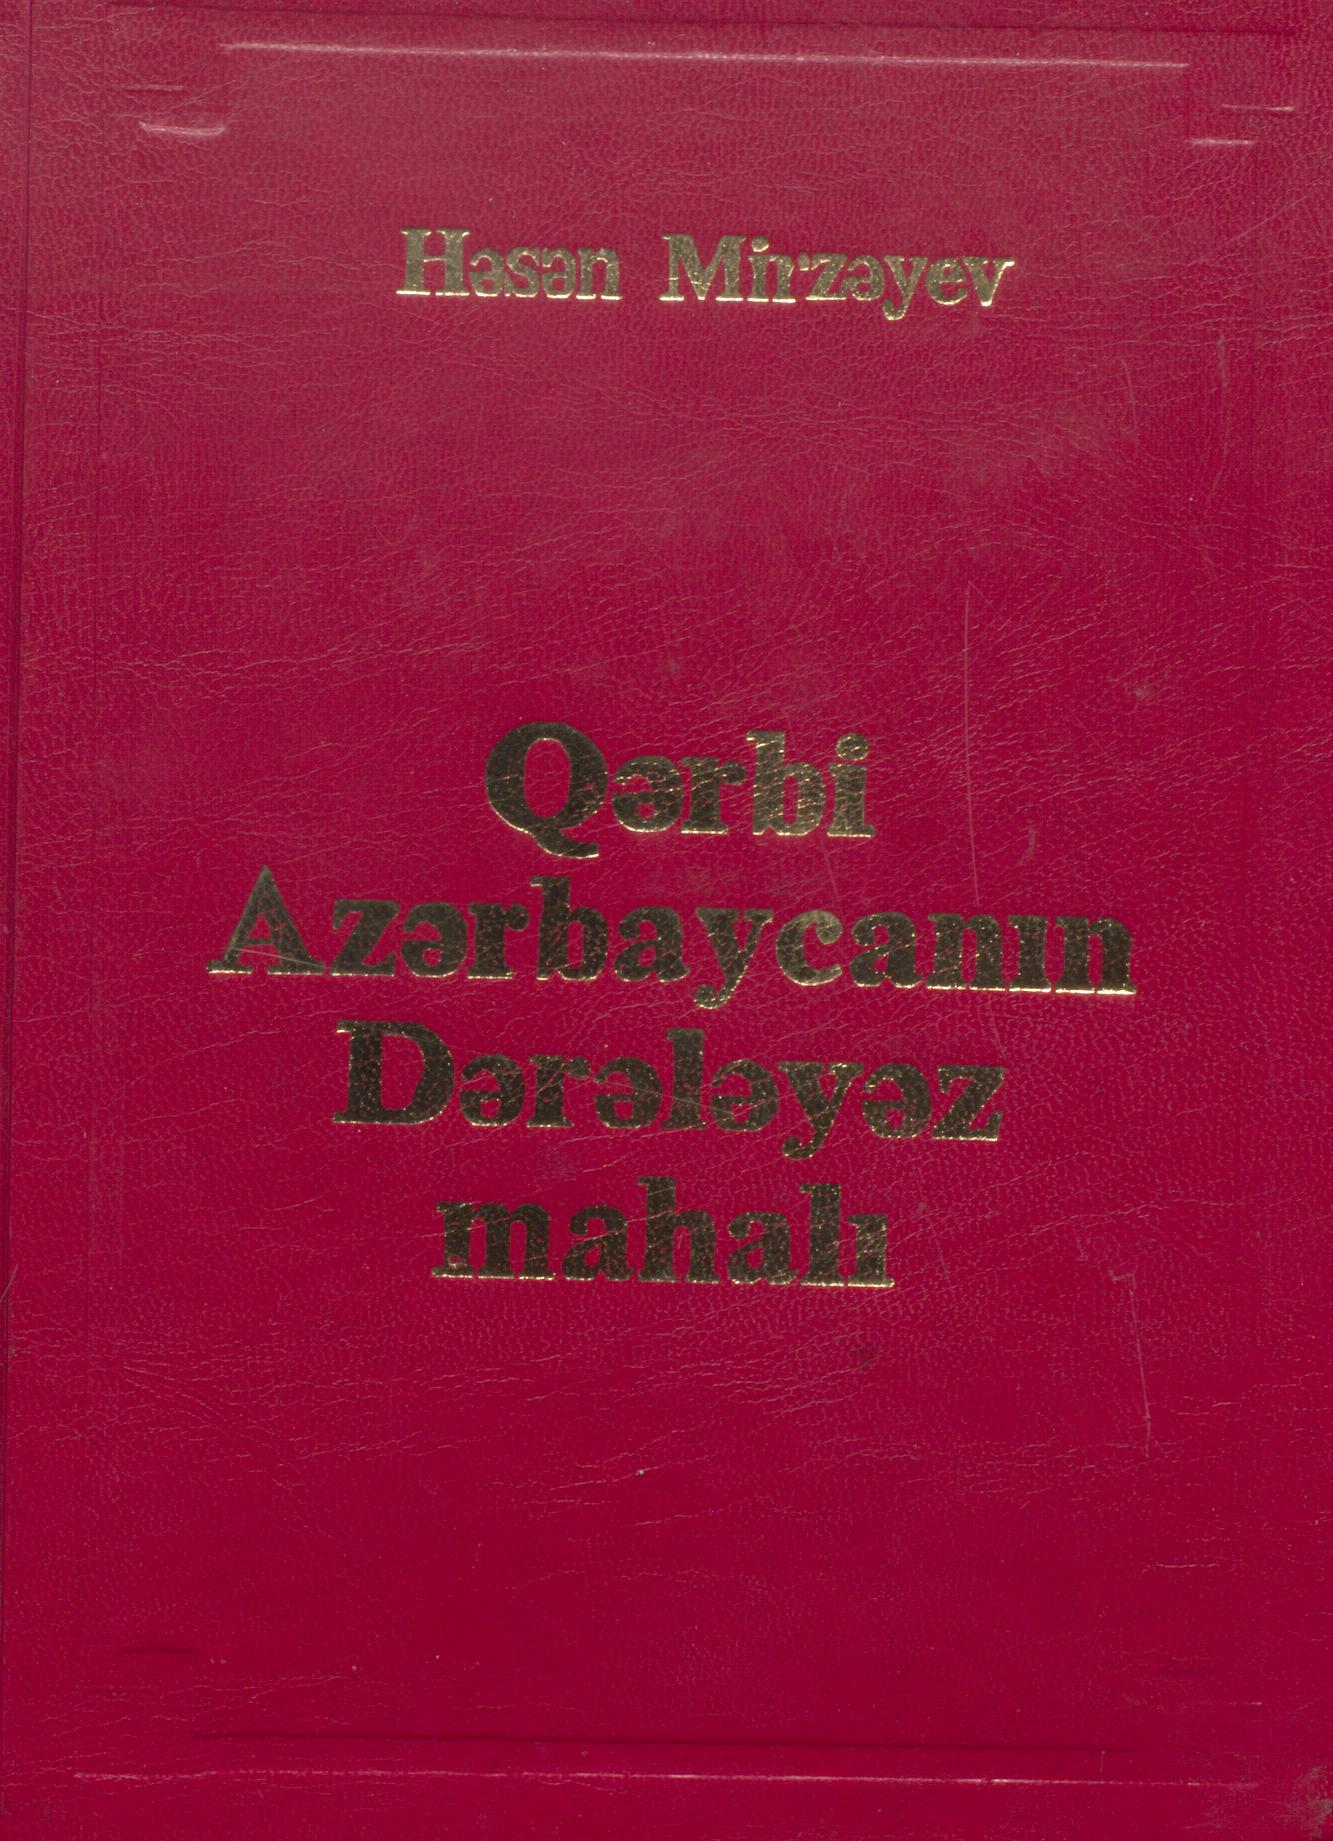 Həsən Mirzəyev
Qərbi
Azərbaycanın
Dərələyəz
mahalı